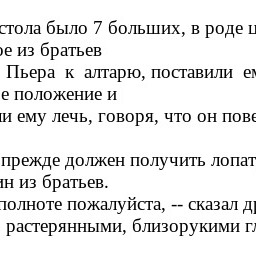 стола было 7 больших, в роде ц
ое из братьев
Пьера к алтарю, поставили ем
е положение и
ли ему лечь, говоря, что он пове
прежде должен получить лопат
ин из братьев.
полноте пожалуйста, -- сказал др
растерянными, близорукими гл